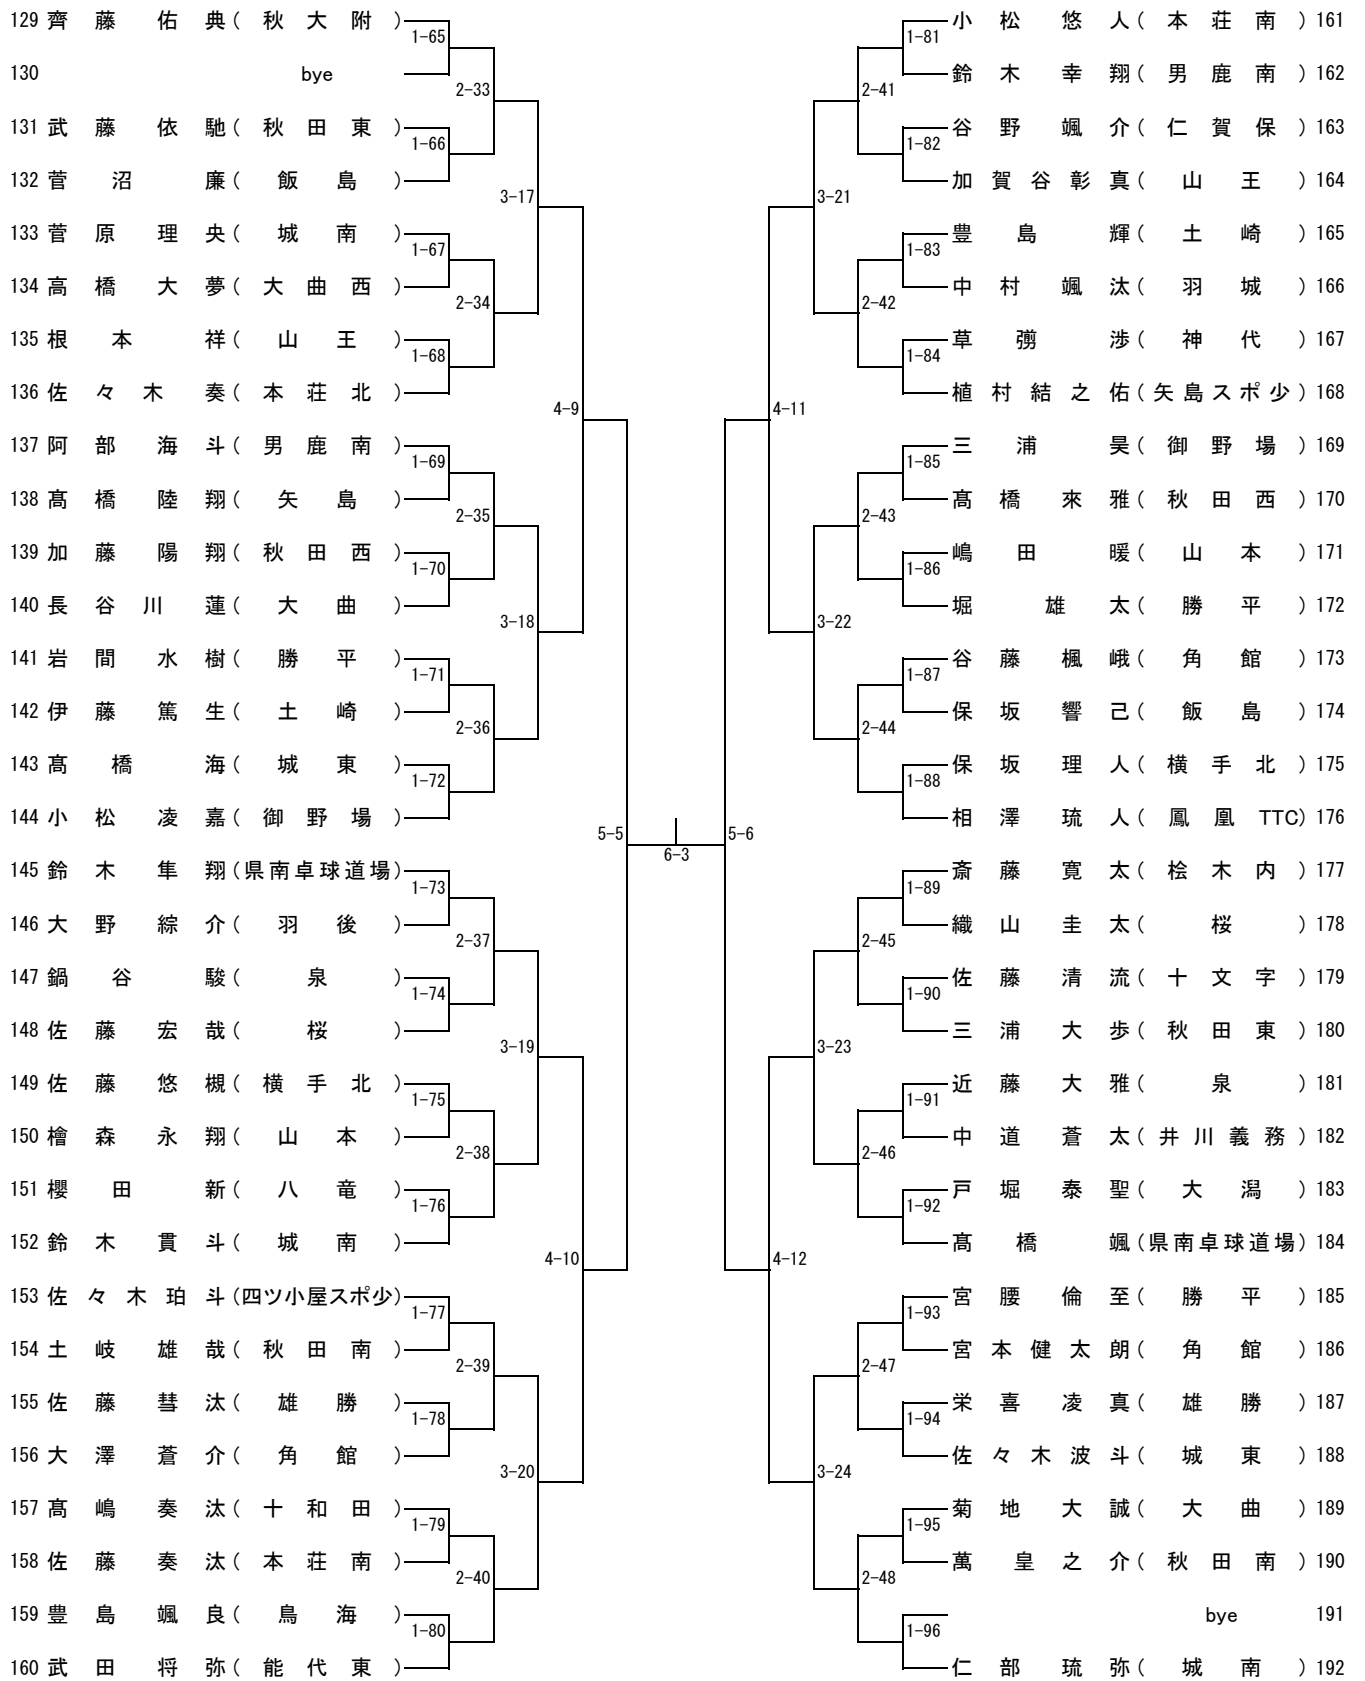 129 齊藤佑典(秋大附)
1-65
130 bye
2-33
131 武藤依馳(秋田東)
1-66
132 菅沼廉(飯島)
3-17
133 菅原理央(城南)
1-67
134 高橋大夢(大曲西)
2-34
135 根本祥(山王)
1-68
136 佐々木奏(本荘北)
4-9
137 阿部海斗(男鹿南)
1-69
138 髙橋陸翔(矢島)
2-35
139 加藤陽翔(秋田西)
1-70
140 長谷川蓮(大曲)
3-18
141 岩間水樹(勝平)
1-71
142 伊藤篤生(土崎)
2-36
143 髙橋海(城東)
1-72
144 小松凌嘉(御野場)
5-5
145 鈴木隼翔(県南卓球道場)
1-73
146 大野綜介(羽後)
2-37
147 鍋谷駿(泉)
1-74
148 佐藤宏哉(桜)
3-19
149 佐藤悠槻(横手北)
1-75
150 檜森永翔(山本)
2-38
151 櫻田新(八竜)
1-76
152 鈴木貫斗(城南)
4-10
153 佐々木珀斗(四ツ小屋スポ少)
1-77
154 土岐雄哉(秋田南)
2-39
155 佐藤彗汰(雄勝)
1-78
156 大澤蒼介(角館)
3-20
157 髙嶋奏汰(十和田)
1-79
158 佐藤奏汰(本荘南)
2-40
159 豊島颯良(鳥海)
1-80
160 武田将弥(能代東)
6-3
小松悠人(本荘南) 161
1-81
鈴木幸翔(男鹿南) 162
2-41
谷野颯介(仁賀保) 163
1-82
加賀谷彰真(山王) 164
3-21
豊島輝(土崎) 165
1-83
中村颯汰(羽城) 166
2-42
草彅渉(神代) 167
1-84
植村結之佑(矢島スポ少) 168
4-11
三浦昊(御野場) 169
1-85
髙橋來雅(秋田西) 170
2-43
嶋田暖(山本) 171
1-86
堀雄太(勝平) 172
3-22
谷藤楓峨(角館) 173
1-87
保坂響己(飯島) 174
2-44
保坂理人(横手北) 175
1-88
相澤琉人(鳳凰TTC) 176
5-6
斎藤寛太(桧木内) 177
1-89
織山圭太(桜) 178
2-45
佐藤清流(十文字) 179
1-90
三浦大歩(秋田東) 180
3-23
近藤大雅(泉) 181
1-91
中道蒼太(井川義務) 182
2-46
戸堀泰聖(大潟) 183
1-92
髙橋颯(県南卓球道場) 184
4-12
宮腰倫至(勝平) 185
1-93
宮本健太朗(角館) 186
2-47
栄喜凌真(雄勝) 187
1-94
佐々木波斗(城東) 188
3-24
菊地大誠(大曲) 189
1-95
萬皇之介(秋田南) 190
2-48
bye 191
1-96
仁部琉弥(城南) 192